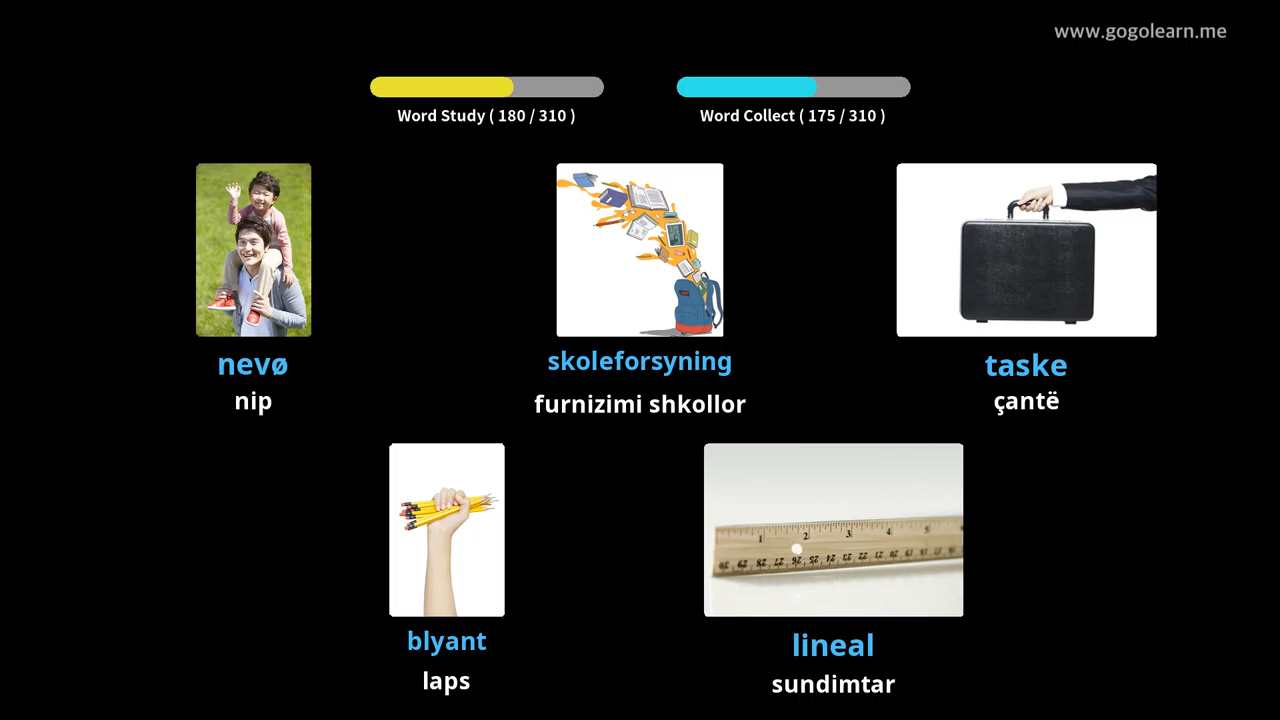 www.gogolearn.me
Word Study ( 180 / 310 )
Word Collect ( 175 / 310 )
nevø
nip
skoleforsyning
furnizimi shkollor
taske
çantë
blyant
laps
lineal
sundimtar